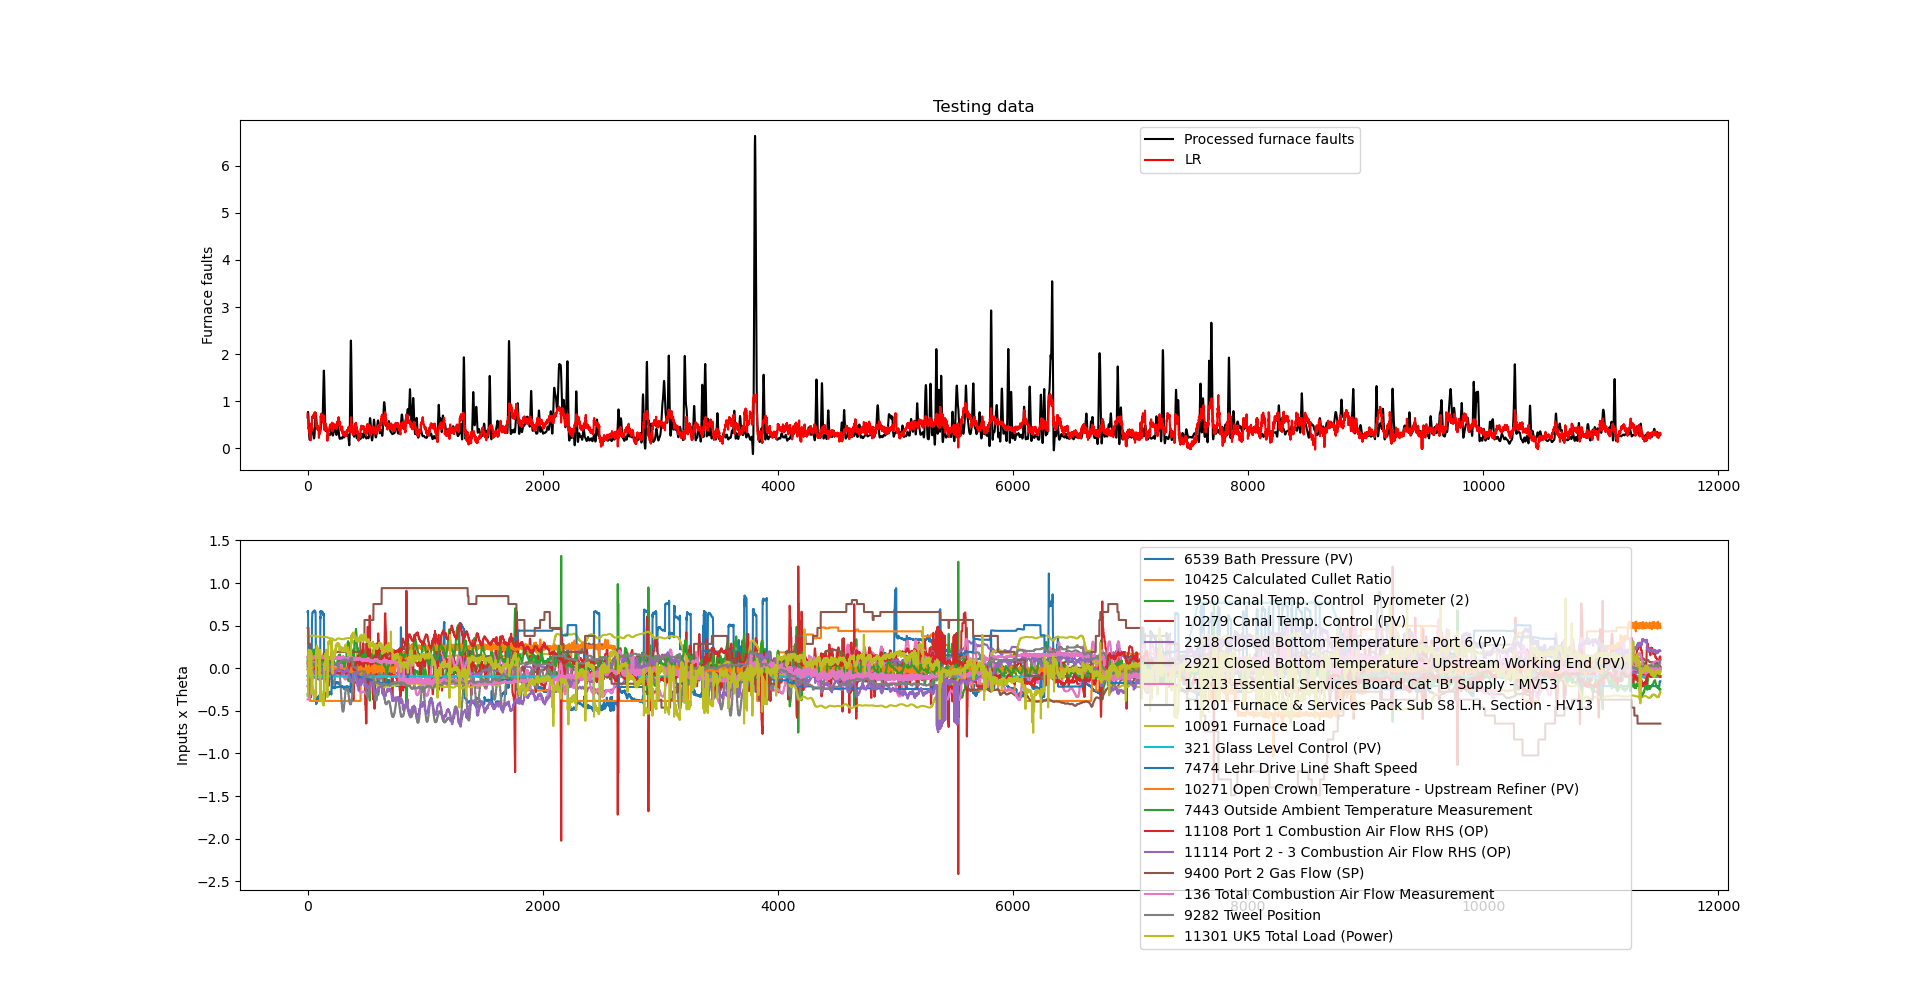 Testing data
Furnace faults
6
5
4
3
2
1
0
Processed furnace faults
LR
0 2000 4000 6000 8000 10000 12000
Inputs x Theta
1.5
1.0
0.5
0.0
−0.5
−1.0
−1.5
−2.0
−2.5
6539 Bath Pressure (PV)
10425 Calculated Cullet Ratio
1950 Canal Temp. Control  Pyrometer (2)
10279 Canal Temp. Control (PV)
2918 Closed Bottom Temperature - Port 6 (PV)
2921 Closed Bottom Temperature - Upstream Working End (PV)
11213 Essential Services Board Cat 'B' Supply - MV53
11201 Furnace & Services Pack Sub S8 L.H. Section - HV13
10091 Furnace Load
321 Glass Level Control (PV)
7474 Lehr Drive Line Shaft Speed
10271 Open Crown Temperature - Upstream Refiner (PV)
7443 Outside Ambient Temperature Measurement
11108 Port 1 Combustion Air Flow RHS (OP)
11114 Port 2 - 3 Combustion Air Flow RHS (OP)
9400 Port 2 Gas Flow (SP)
136 Total Combustion Air Flow Measurement
9282 Tweel Position
11301 UK5 Total Load (Power)
0 2000 4000 6000 8000 10000 12000